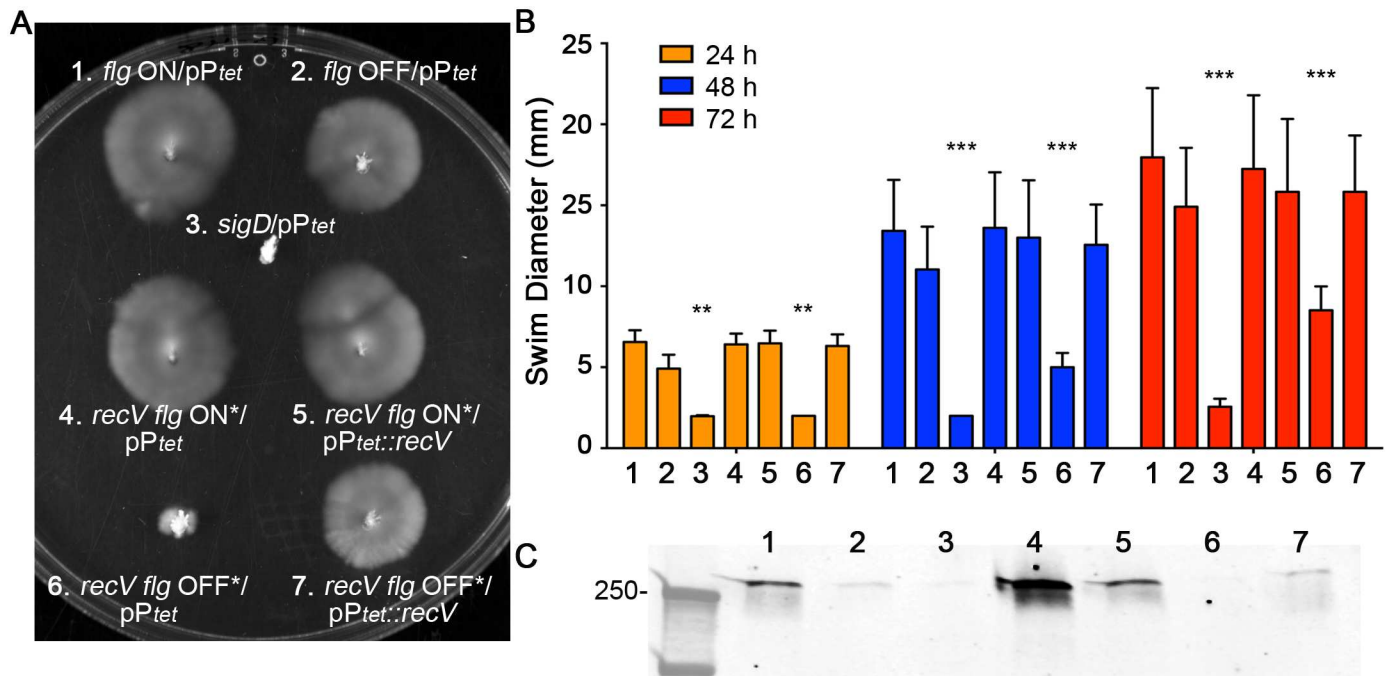 A
1. flg ON/pPtet
2. flg OFF/pPtet
3. sigD/pPtet
4. recV flg ON*/
pPtet
5. recV flg ON*/
pPtet::recV
6. recV flg OFF*/
pPtet
7. recV flg OFF*/
pPtet::recV
B
Swim Diameter (mm)
25
20
25
10
5
0
24 h
48 h
72 h
** ** *** *** *** ***
1 2 3 4 5 6 7 1 2 3 4 5 6 7 1 2 3 4 5 6 7
C
1 2 3 4 5 6 7
250-